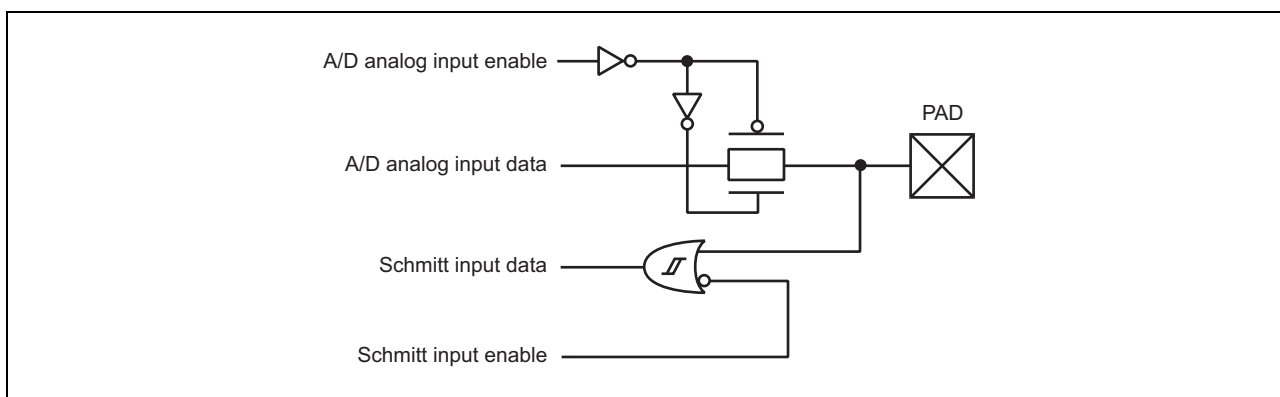 A/D analog input enable
PAD
A/D analog input data
Schmitt input data
Schmitt input enable